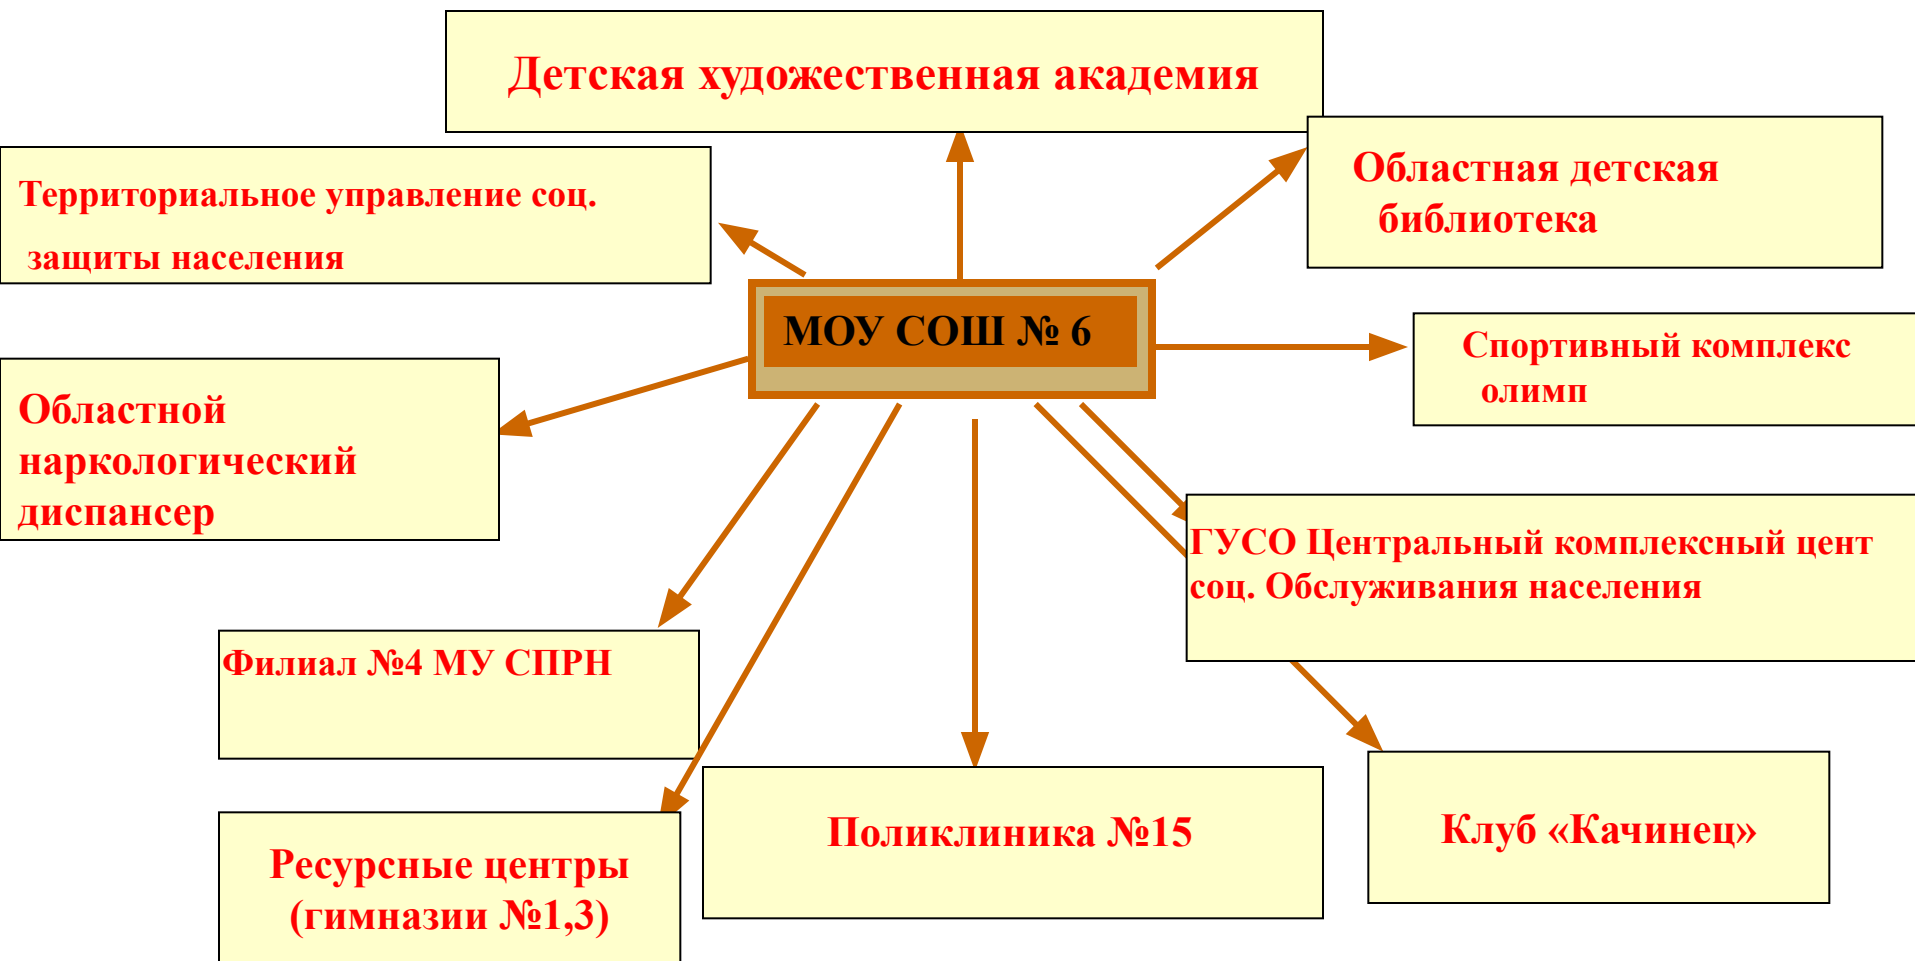 Детская художественная академия
Территориальное управление соц.
защиты населения
Областная детская
библиотека
МОУ СОШ № 6
Спортивный комплекс
олимп
Областной
наркологический
диспансер
ГУСО Центральный комплексный цент
соц. Обслуживания населения
Филиал №4 МУ СПРН
Поликлиника №15
Клуб «Качинец»
Ресурсные центры
(гимназии №1,3)